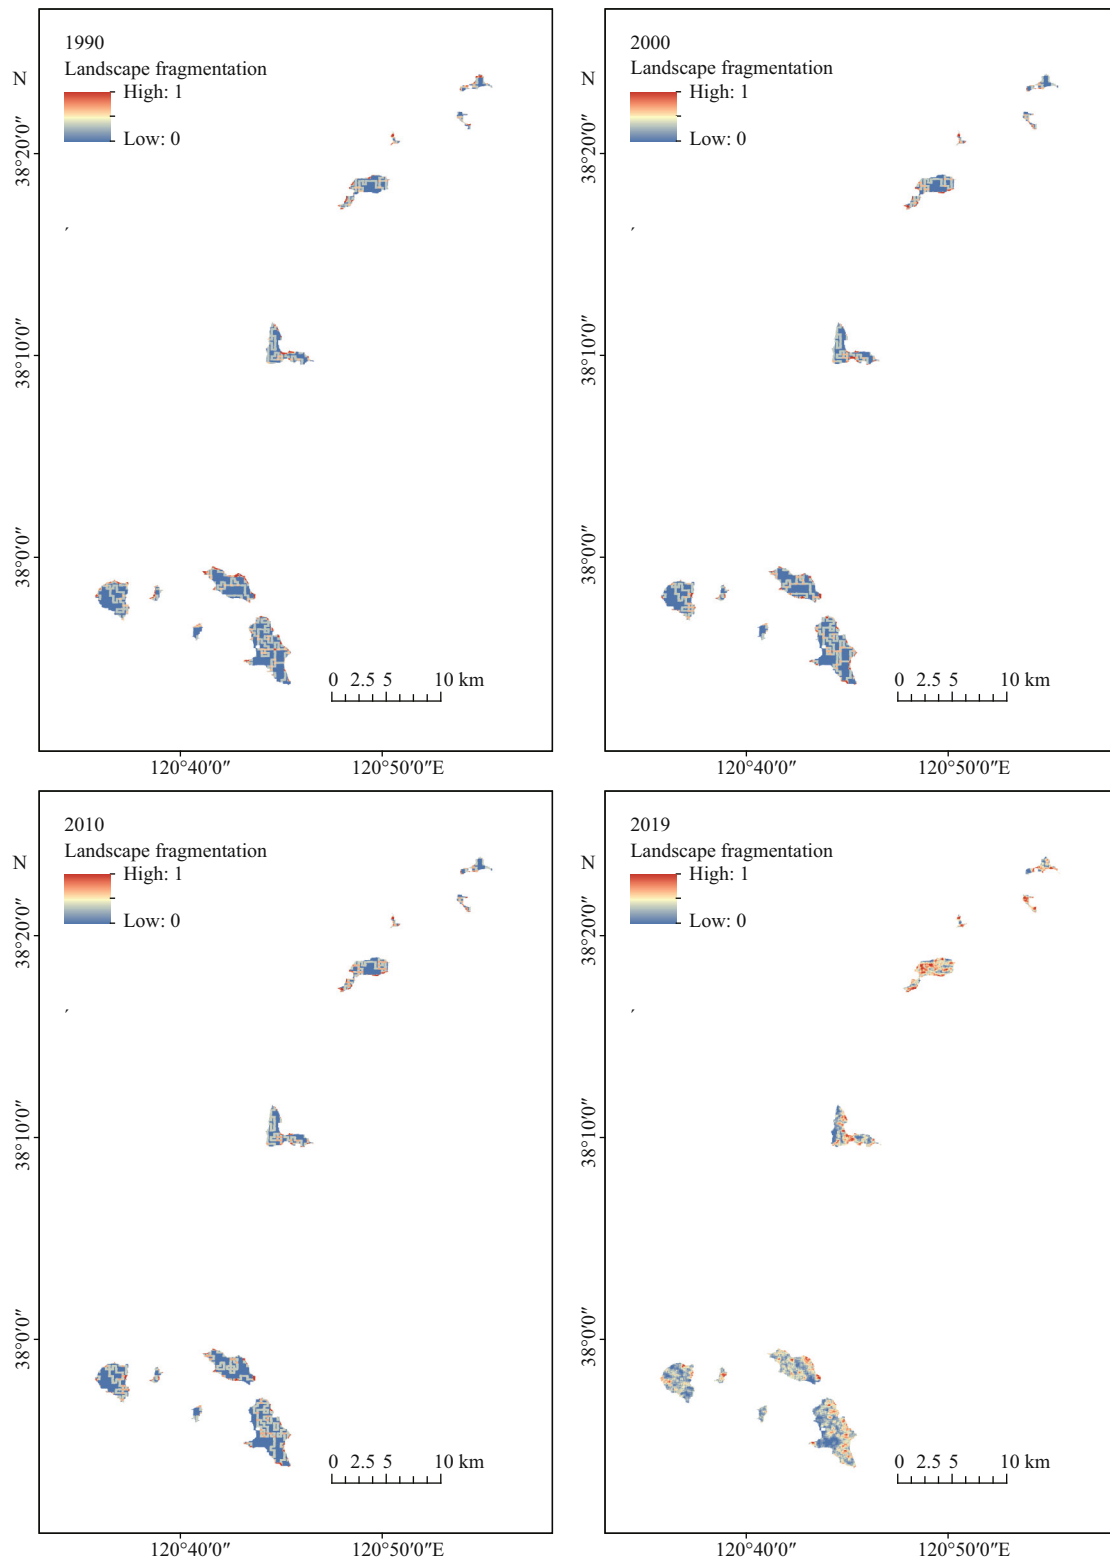 1990
Landscape fragmentation
High: 1
Low: 0
N
38°20′0″
′
38°10′0″
38°0′0″
0 2.5 5 10 km
120°40′0″ 120°50′0″E
2000
Landscape fragmentation
High: 1
Low: 0
N
38°20′0″
′
38°10′0″
38°0′0″
0 2.5 5 10 km
120°40′0″ 120°50′0″E
2010
Landscape fragmentation
High: 1
Low: 0
N
38°20′0″
′
38°10′0″
38°0′0″
0 2.5 5 10 km
120°40′0″ 120°50′0″E
2019
Landscape fragmentation
High: 1
Low: 0
N
38°20′0″
′
38°10′0″
38°0′0″
0 2.5 5 10 km
120°40′0″ 120°50′0″E